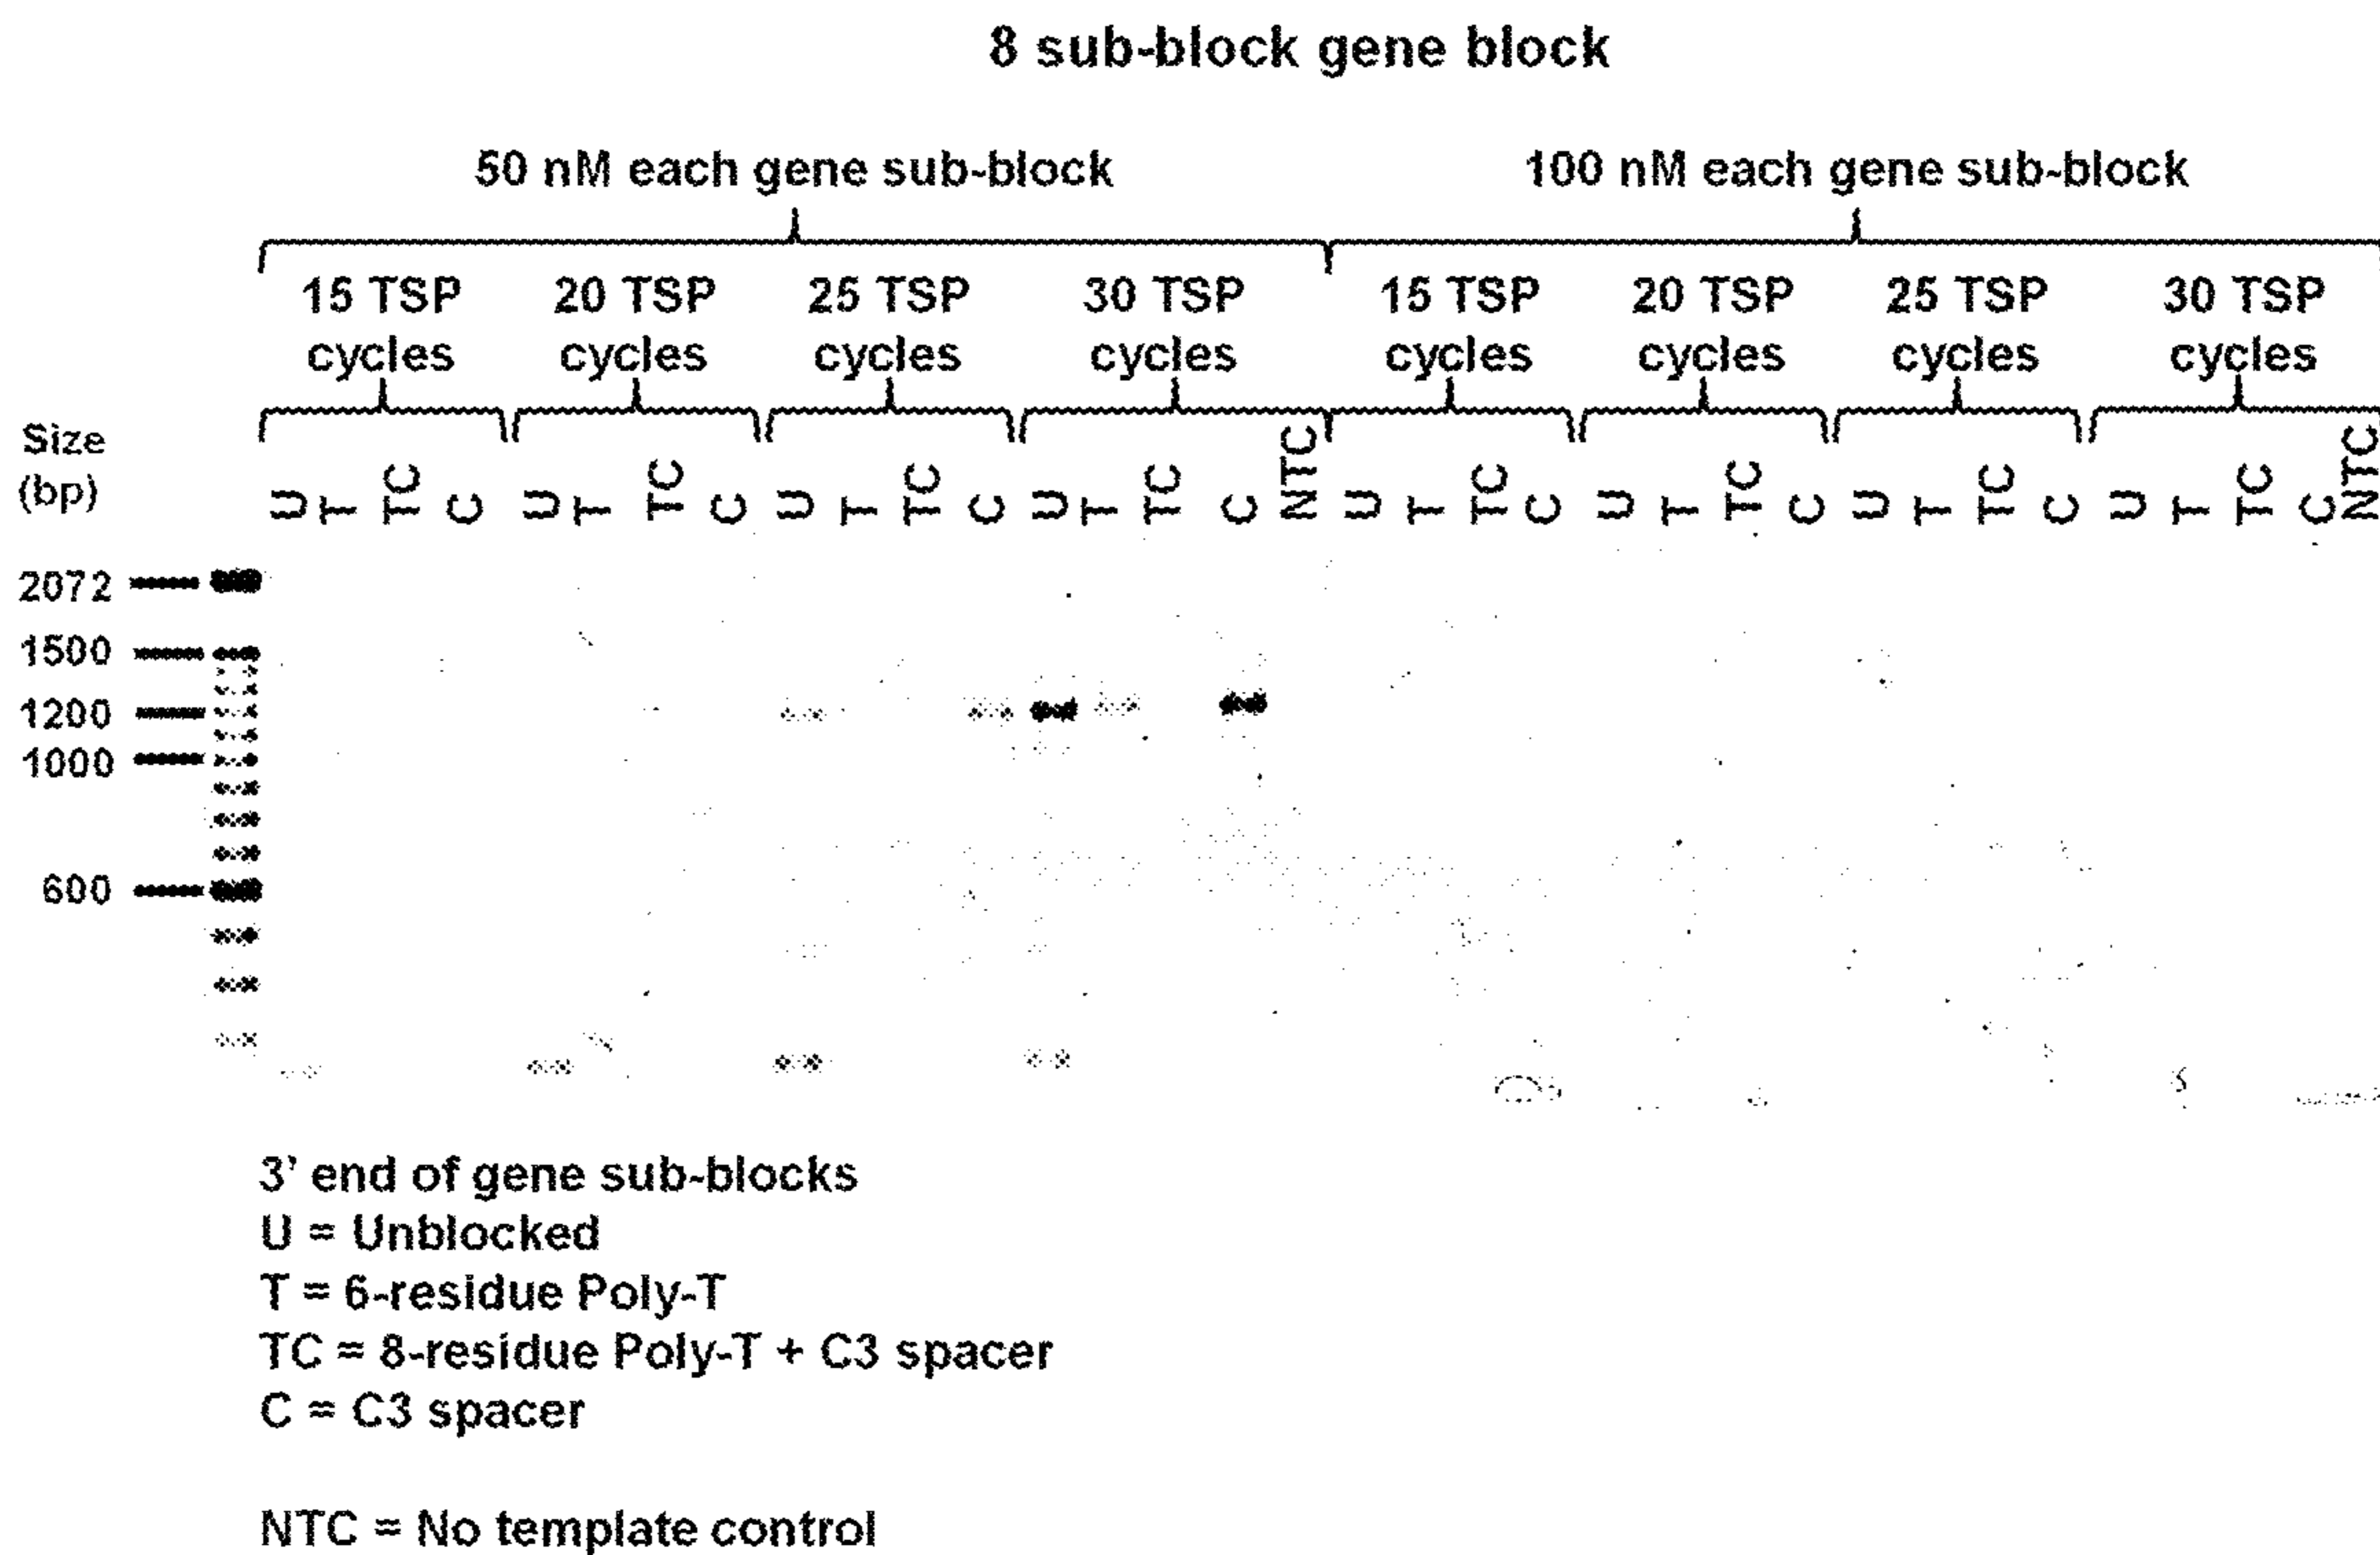 8 sub-block gene block
50 nM each gene sub-block 100 nM each gene sub-block
15 TSP cycles 20 TSP cycles 25 TSP cycles 30 TSP cycles 15 TSP cycles 20 TSP cycles 25 TSP cycles 30 TSP cycles
Size
(bp)
U T TC C U T TC C U T TC C U T TC C NTC U T TC C U T TC C U T TC C U T TC C NTC
2072
1500
1200
1000
600
3' end of gene sub-blocks
U = Unblocked
T = 6-residue Poly-T
TC = 8-residue Poly-T + C3 spacer
C = C3 spacer
NTC = No template control